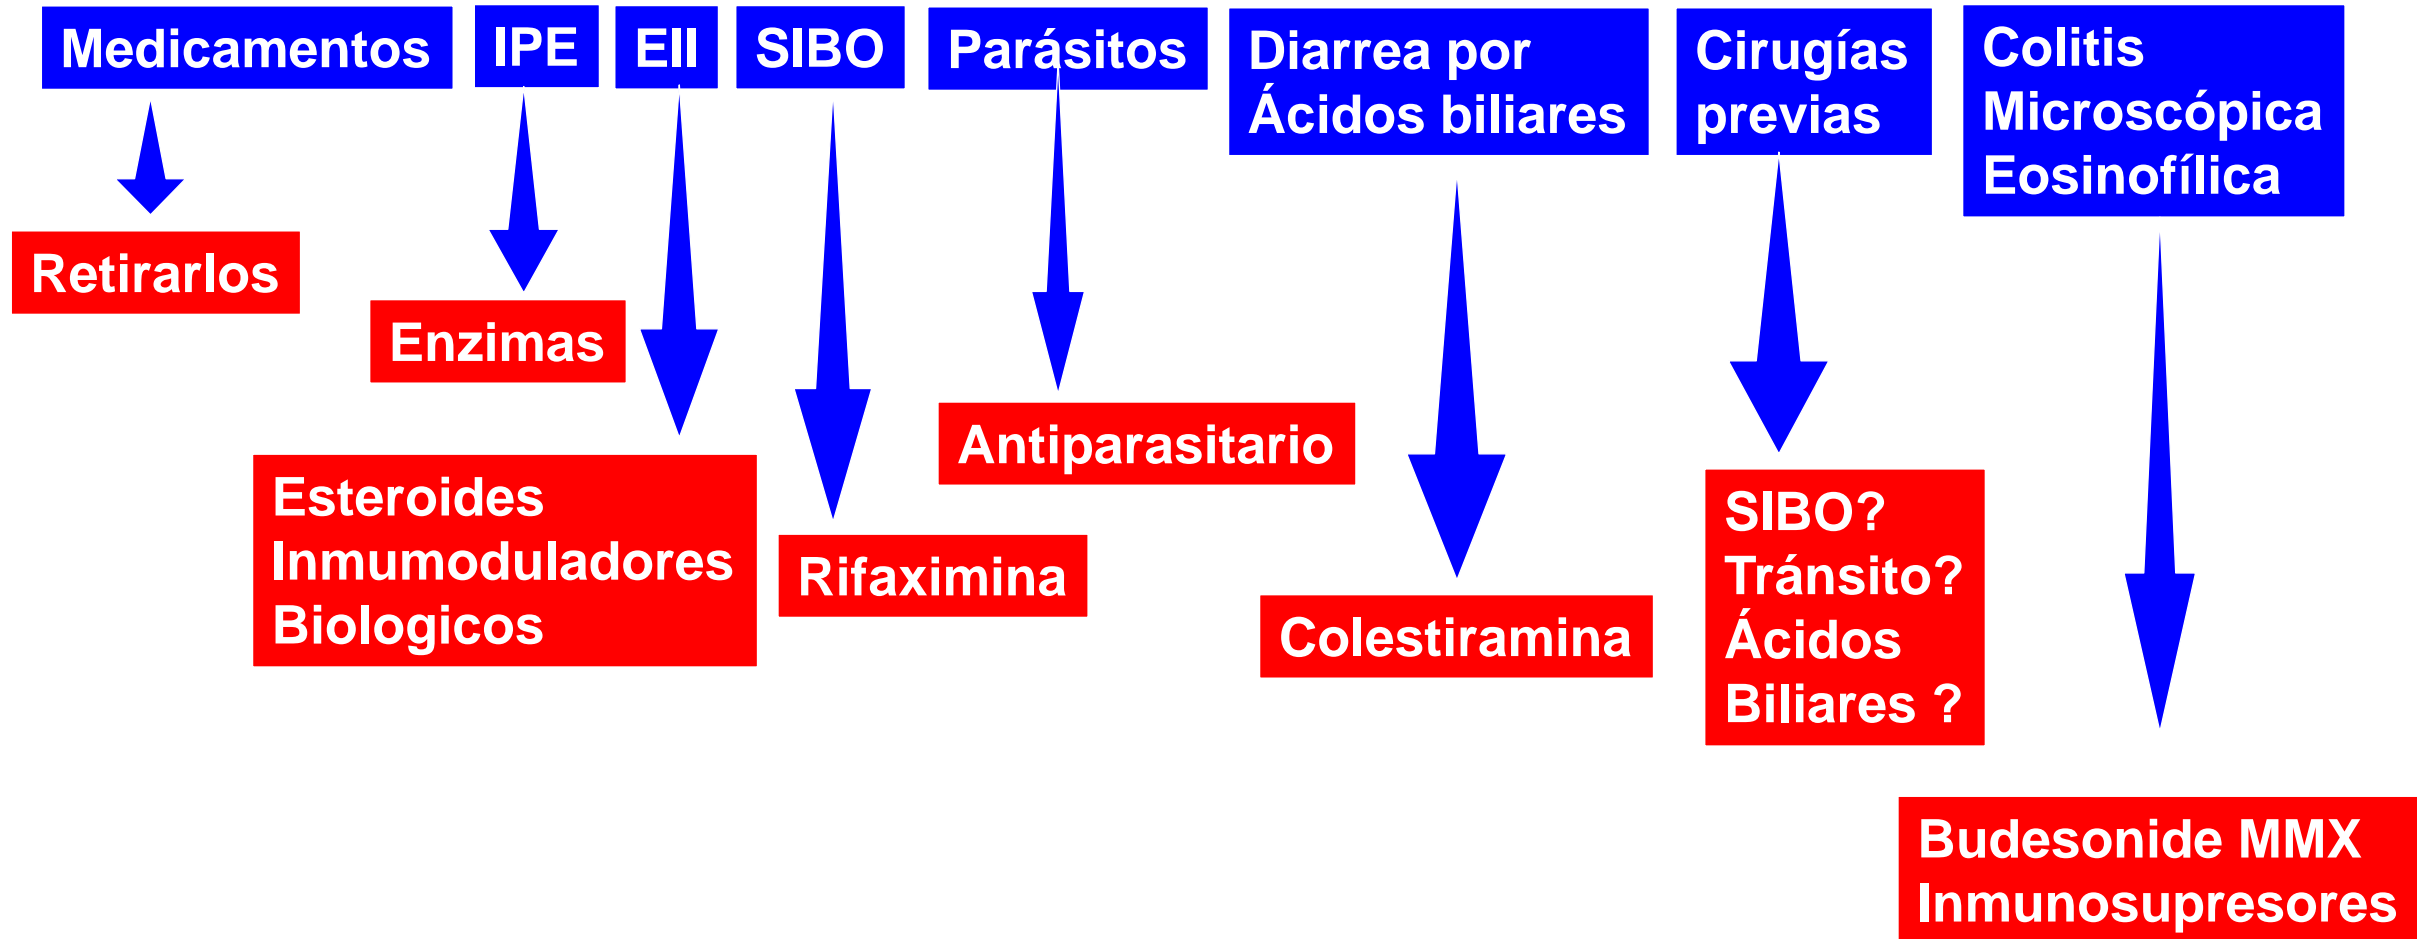 Medicamentos
IPE
EII
SIBO
Parásitos
Diarrea por
Ácidos biliares
Cirugías
previas
Colitis
Microscópica
Eosinofílica
Retirarlos
Enzimas
Esteroides
Inmumoduladores
Biologicos
Rifaximina
Antiparasitario
Colestiramina
SIBO?
Tránsito?
Ácidos
Biliares ?
Budesonide MMX
Inmunosupresores